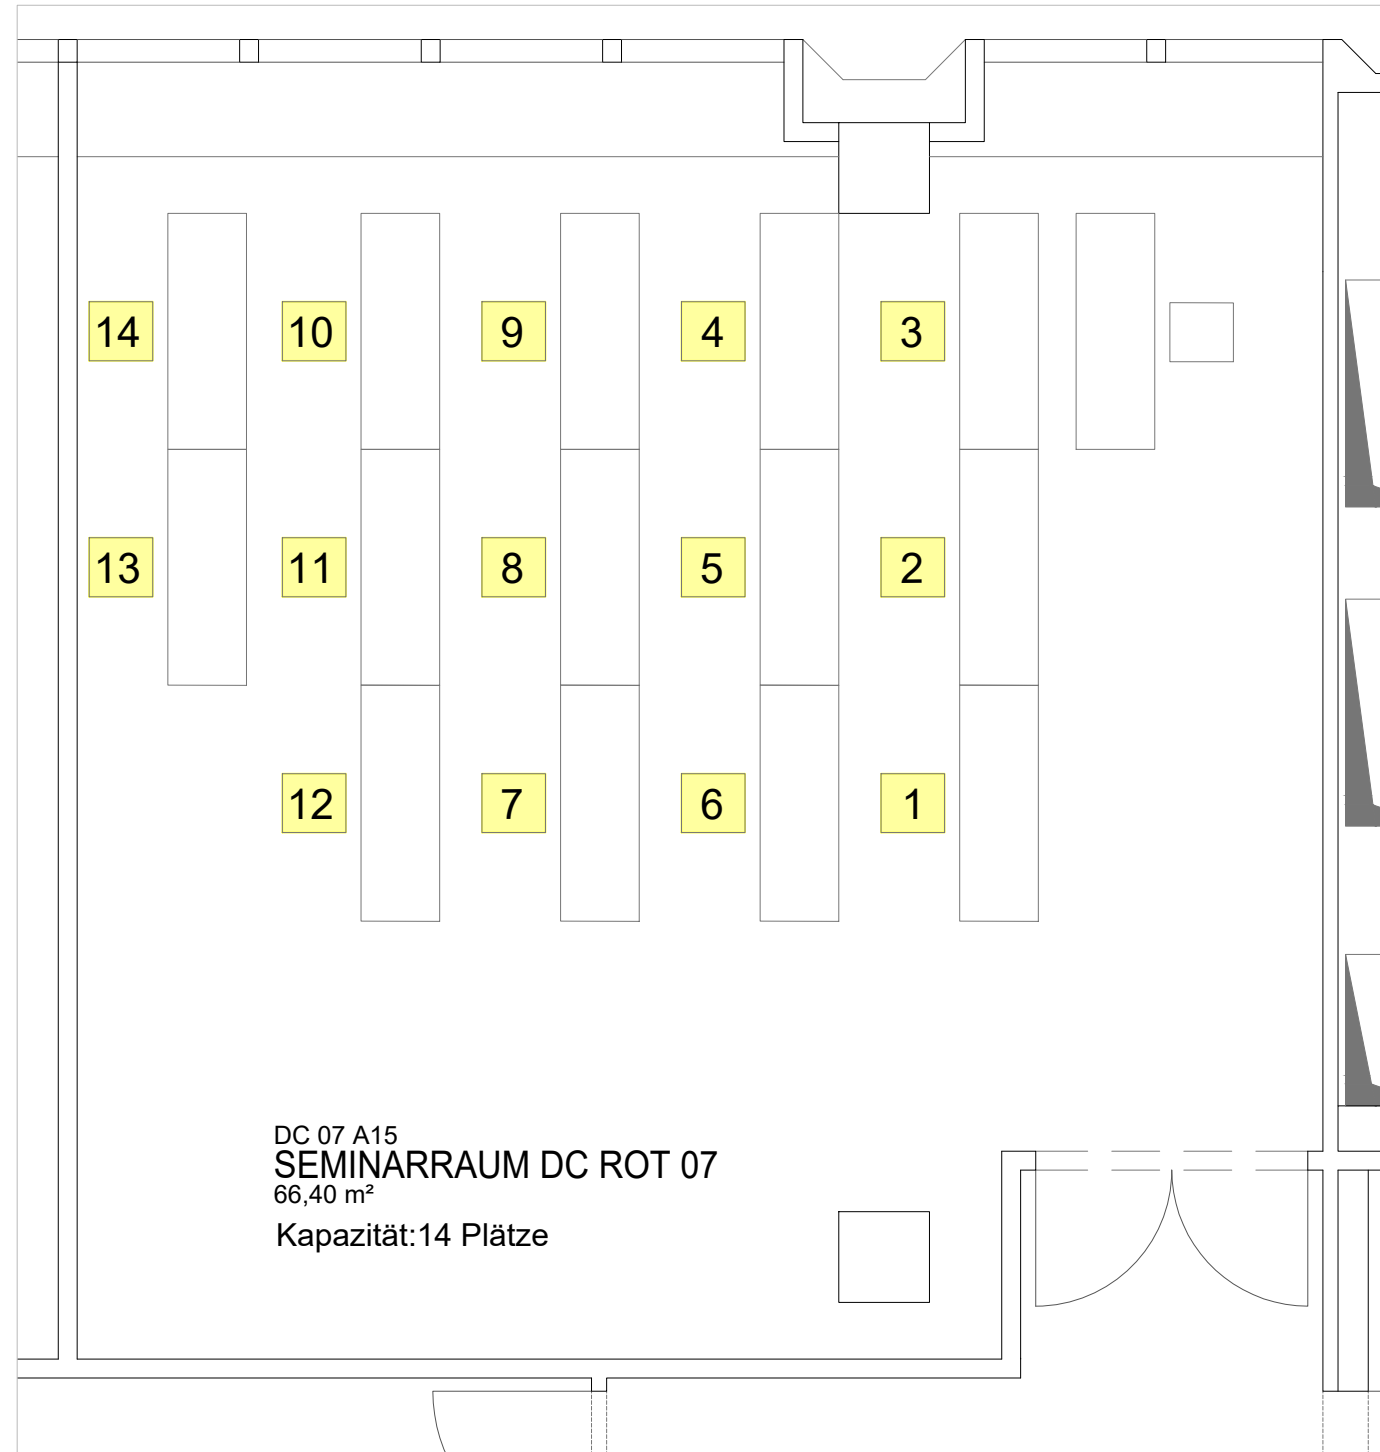 14 10 9 4 3
13 11 8 5 2
12 7 6 1
DC 07 A15
SEMINARRAUM DC ROT 07
66,40 m²
Kapazität:14 Plätze